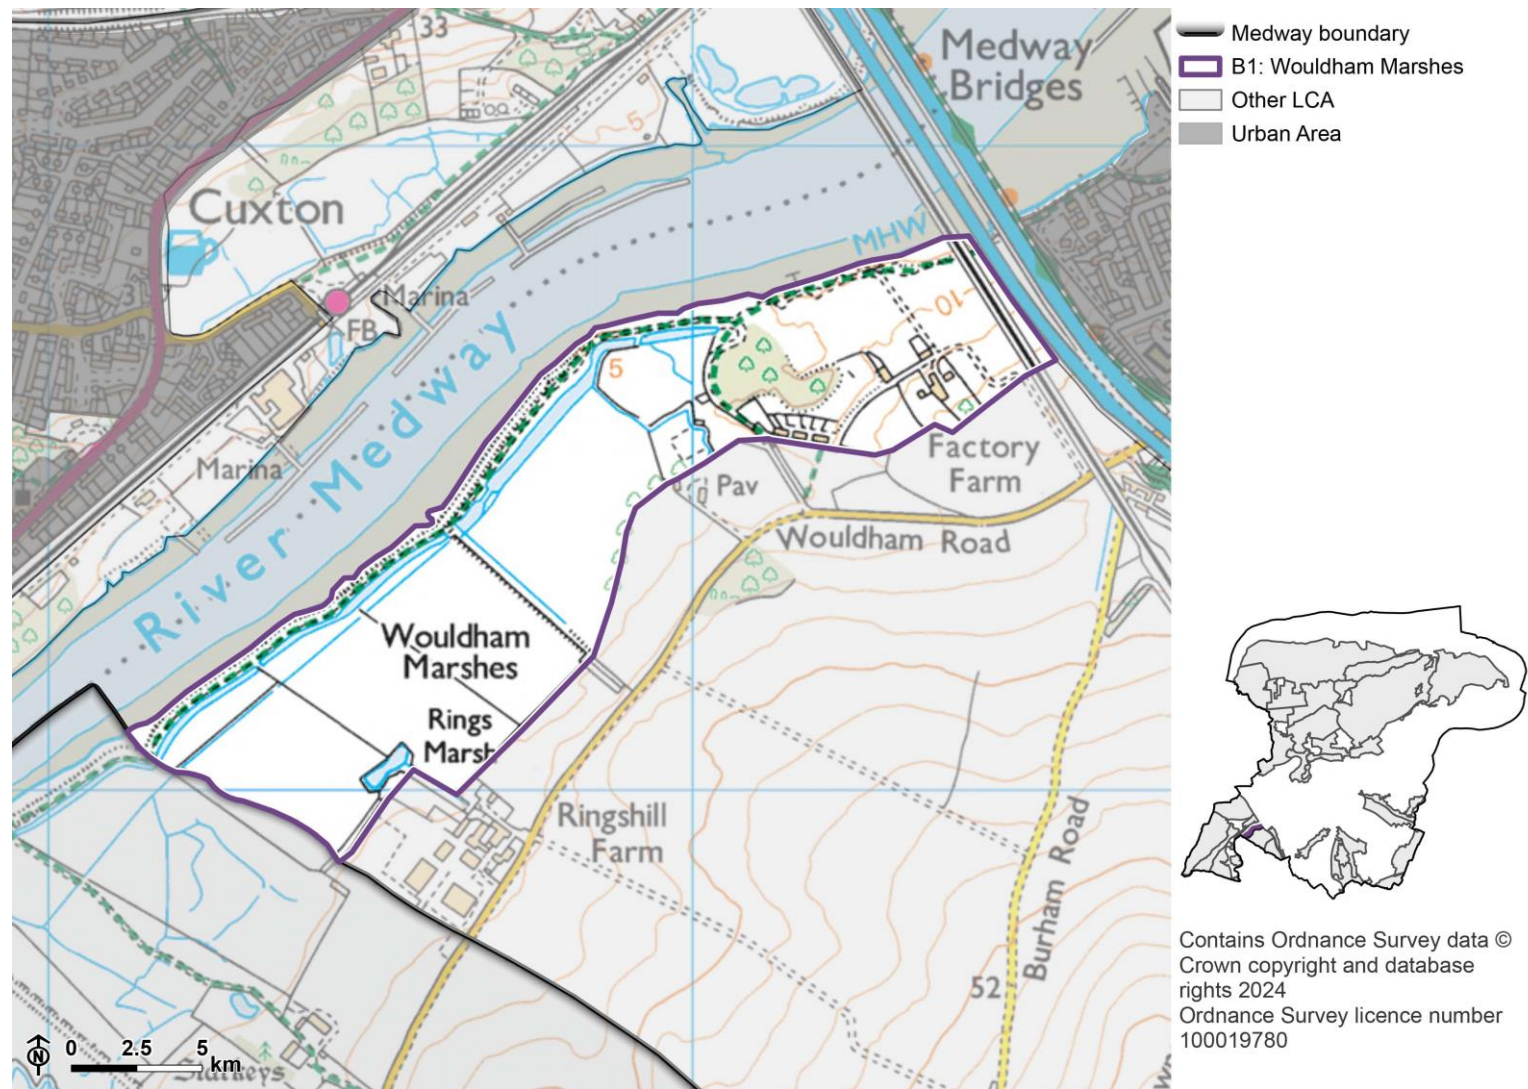 33
Medway
Bridges
5
Cuxton
MHW
Marina
FB
10
5
River Medway
Marina
Factory
Farm
Pav
Wouldham Road
Wouldham
Marshes
Rings
Marsh
Ringshill
Farm
Burham Road
52
N
0 2.5 5
km
Starkeys
Medway boundary
B1: Wouldham Marshes
Other LCA
Urban Area
Contains Ordnance Survey data ©
Crown copyright and database
rights 2024
Ordnance Survey licence number
100019780